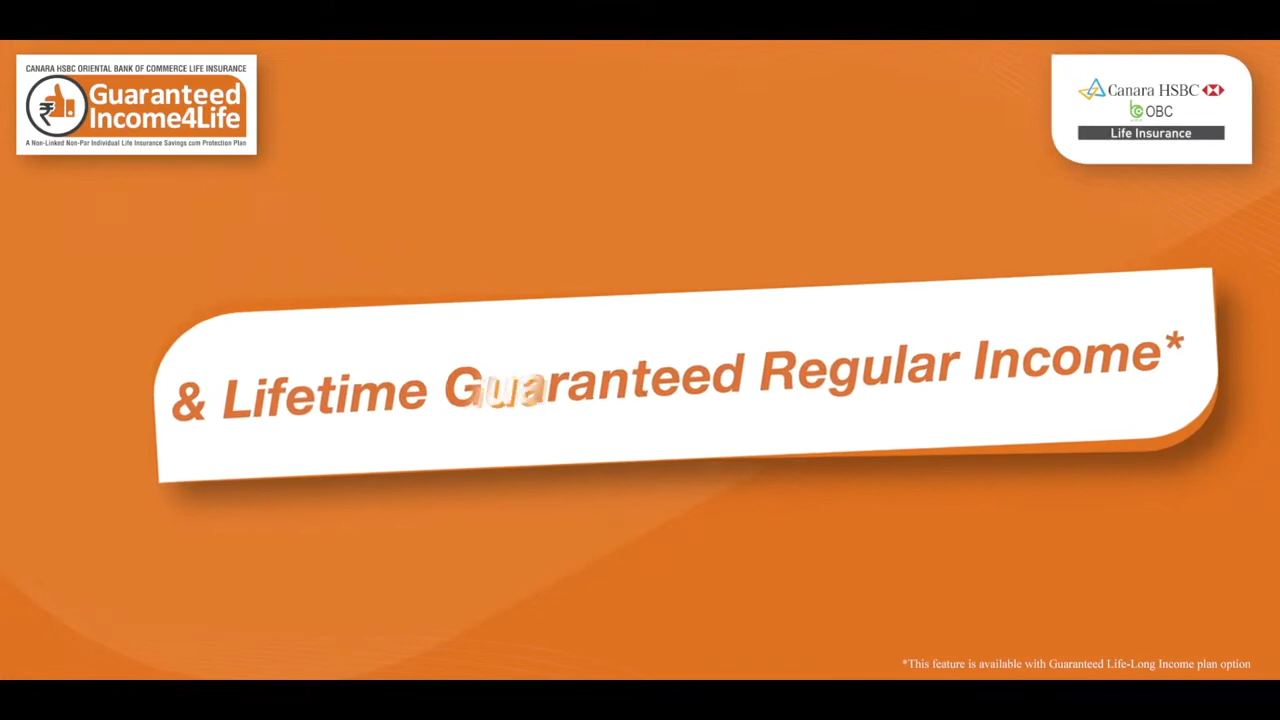 CANARA HSBC ORIENTAL BANK OF COMMERCE LIFE INSURANCE
Guaranteed
Income4Life
A Non-Linked Non-Par Individual Life Insurance Savings cum Protection Plan
Canara HSBC
OBC
Life Insurance
& Lifetime Guaranteed Regular Income*
*This feature is available with Guaranteed Life-Long Income plan option